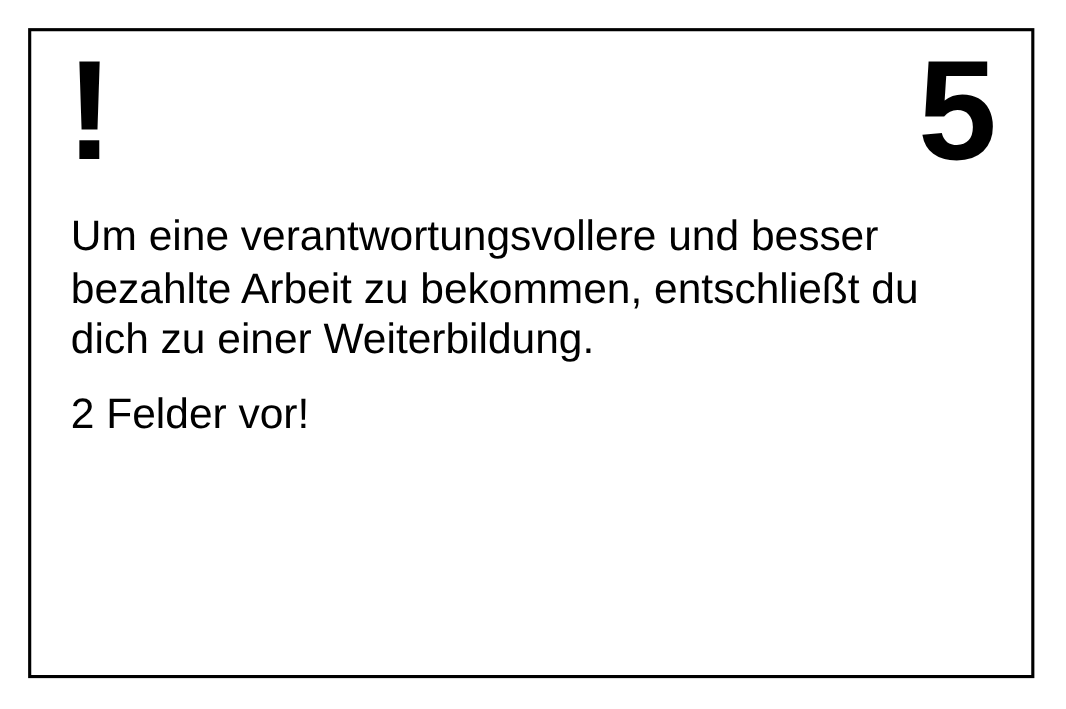 ! 5
Um eine verantwortungsvollere und besser
bezahlte Arbeit zu bekommen, entschließt du
dich zu einer Weiterbildung.
2 Felder vor!